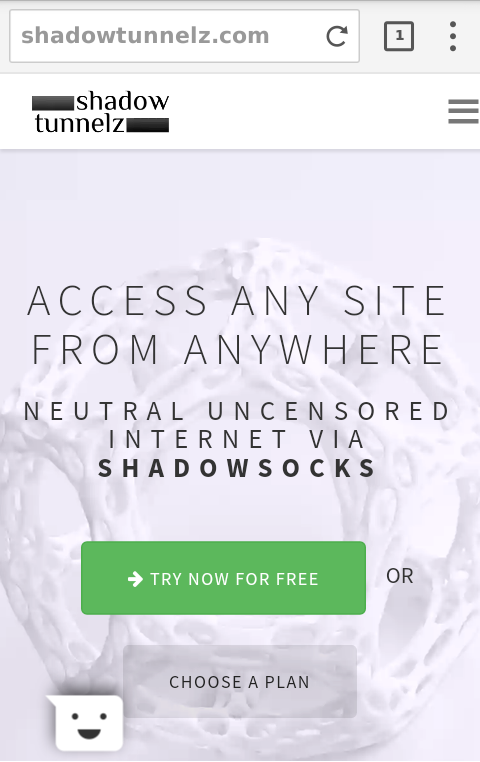 shadowtunnelz.com
1
shadow
tunnelz
ACCESS ANY SITE
FROM ANYWHERE
NEUTRAL UNCENSORED
INTERNET VIA
SHADOWSOCKS
TRY NOW FOR FREE
OR
CHOOSE A PLAN